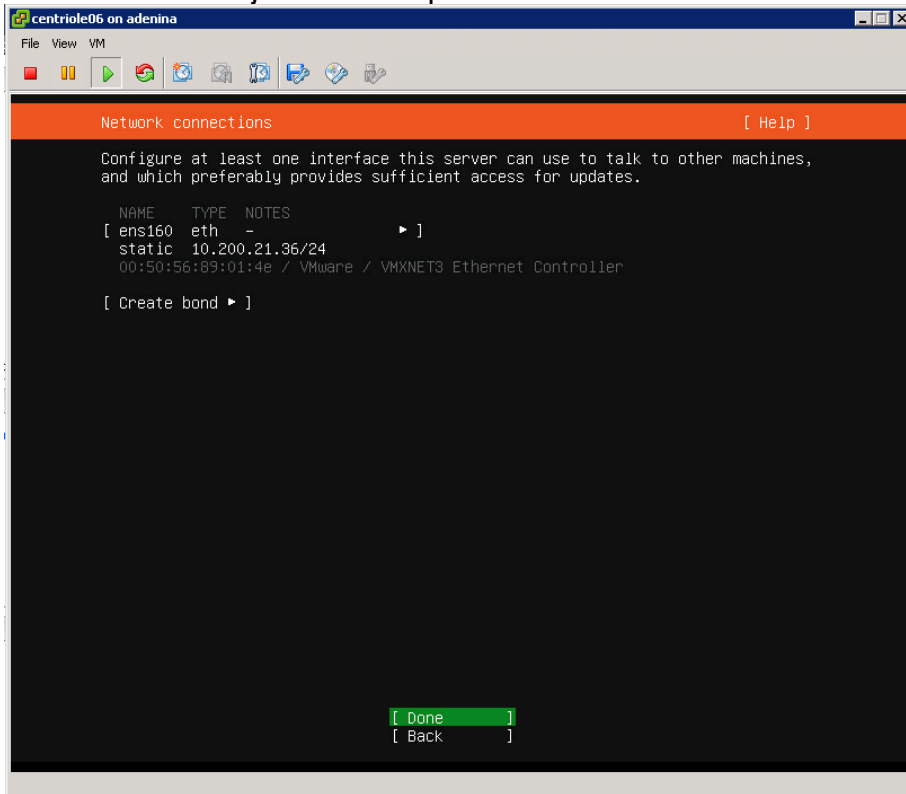 centriole06 on adenina
File View VM
Network connections [ Help ]
Configure at least one interface this server can use to talk to other machines,
and which preferably provides sufficient access for updates.
NAME TYPE NOTES
[ ens160 eth - ▸ ]
static 10.200.21.36/24
00:50:56:89:01:4e / VMware / VMXNET3 Ethernet Controller
[ Create bond ▸ ]
[ Done ]
[ Back ]